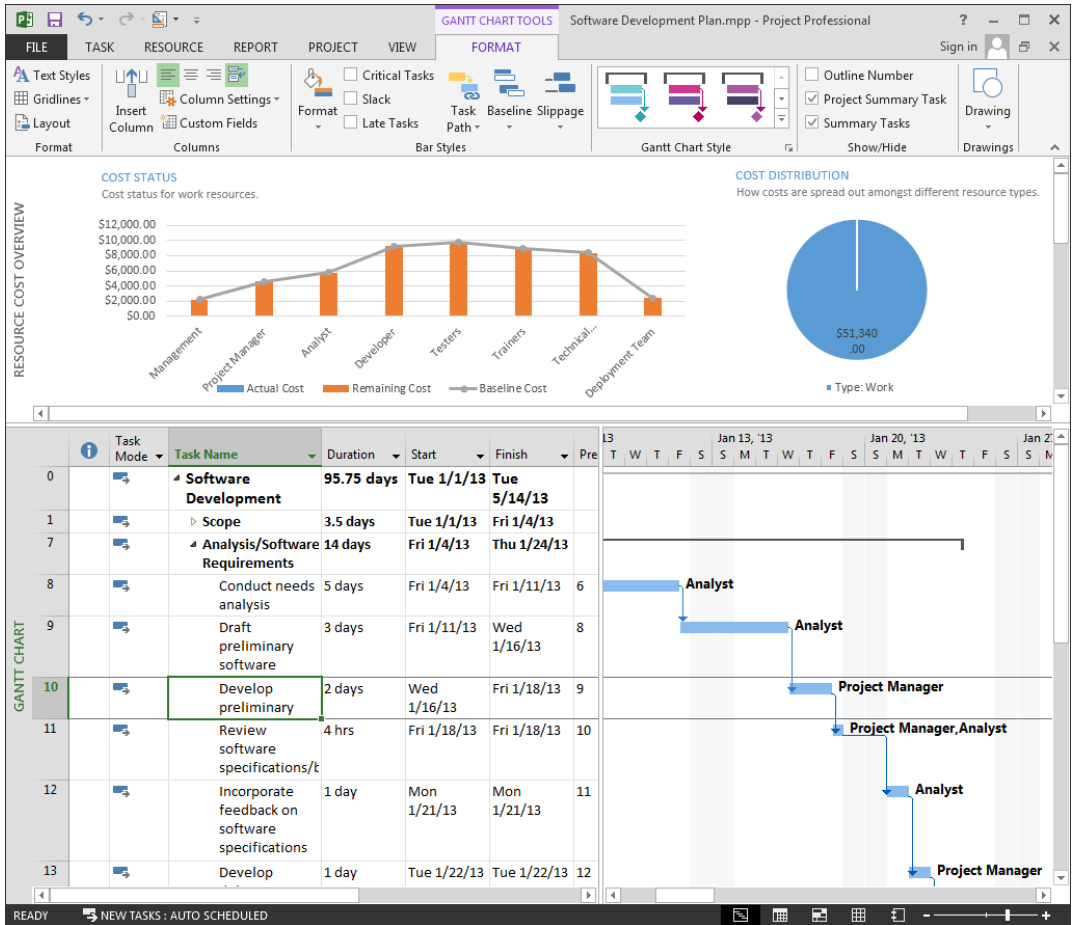 GANTT CHART TOOLS
Software Development Plan.mpp - Project Professional
?
FILE TASK RESOURCE REPORT PROJECT VIEW FORMAT
Sign in
Text Styles
Gridlines
Layout
Format
Insert Column
Column Settings
Custom Fields
Columns
Format
Critical Tasks
Slack
Late Tasks
Task Path
Baseline
Slippage
Bar Styles
Gantt Chart Style
Outline Number
Project Summary Task
Summary Tasks
Show/Hide
Drawing
Drawings
RESOURCE COST OVERVIEW
COST STATUS
Cost status for work resources.
$12,000.00
$10,000.00
$8,000.00
$6,000.00
$4,000.00
$2,000.00
$0.00
Management
Project Manager
Analyst
Developer
Testers
Trainers
Technical...
Deployment Team
Actual Cost Remaining Cost Baseline Cost
COST DISTRIBUTION
How costs are spread out amongst different resource types.
$51,340
.00
Type: Work
GANTT CHART
Task
Mode Task Name Duration Start Finish Pre
13 Jan 13, '13 Jan 20, '13 Jan 2
T W T F S S M T W T F S S M T W T F S S M
0 Software 95.75 days Tue 1/1/13 Tue
Development 5/14/13
1 Scope 3.5 days Tue 1/1/13 Fri 1/4/13
7 Analysis/Software 14 days Fri 1/4/13 Thu 1/24/13
Requirements
8 Conduct needs 5 days Fri 1/4/13 Fri 1/11/13 6
analysis
Analyst
9 Draft 3 days Fri 1/11/13 Wed 8
preliminary 1/16/13
software
Analyst
10 Develop 2 days Wed Fri 1/18/13 9
preliminary 1/16/13
Project Manager
11 Review 4 hrs Fri 1/18/13 Fri 1/18/13 10
software
specifications/b
Project Manager,Analyst
12 Incorporate 1 day Mon Mon 11
feedback on 1/21/13 1/21/13
software
specifications
Analyst
13 Develop 1 day Tue 1/22/13 Tue 1/22/13 12
Project Manager
READY NEW TASKS : AUTO SCHEDULED